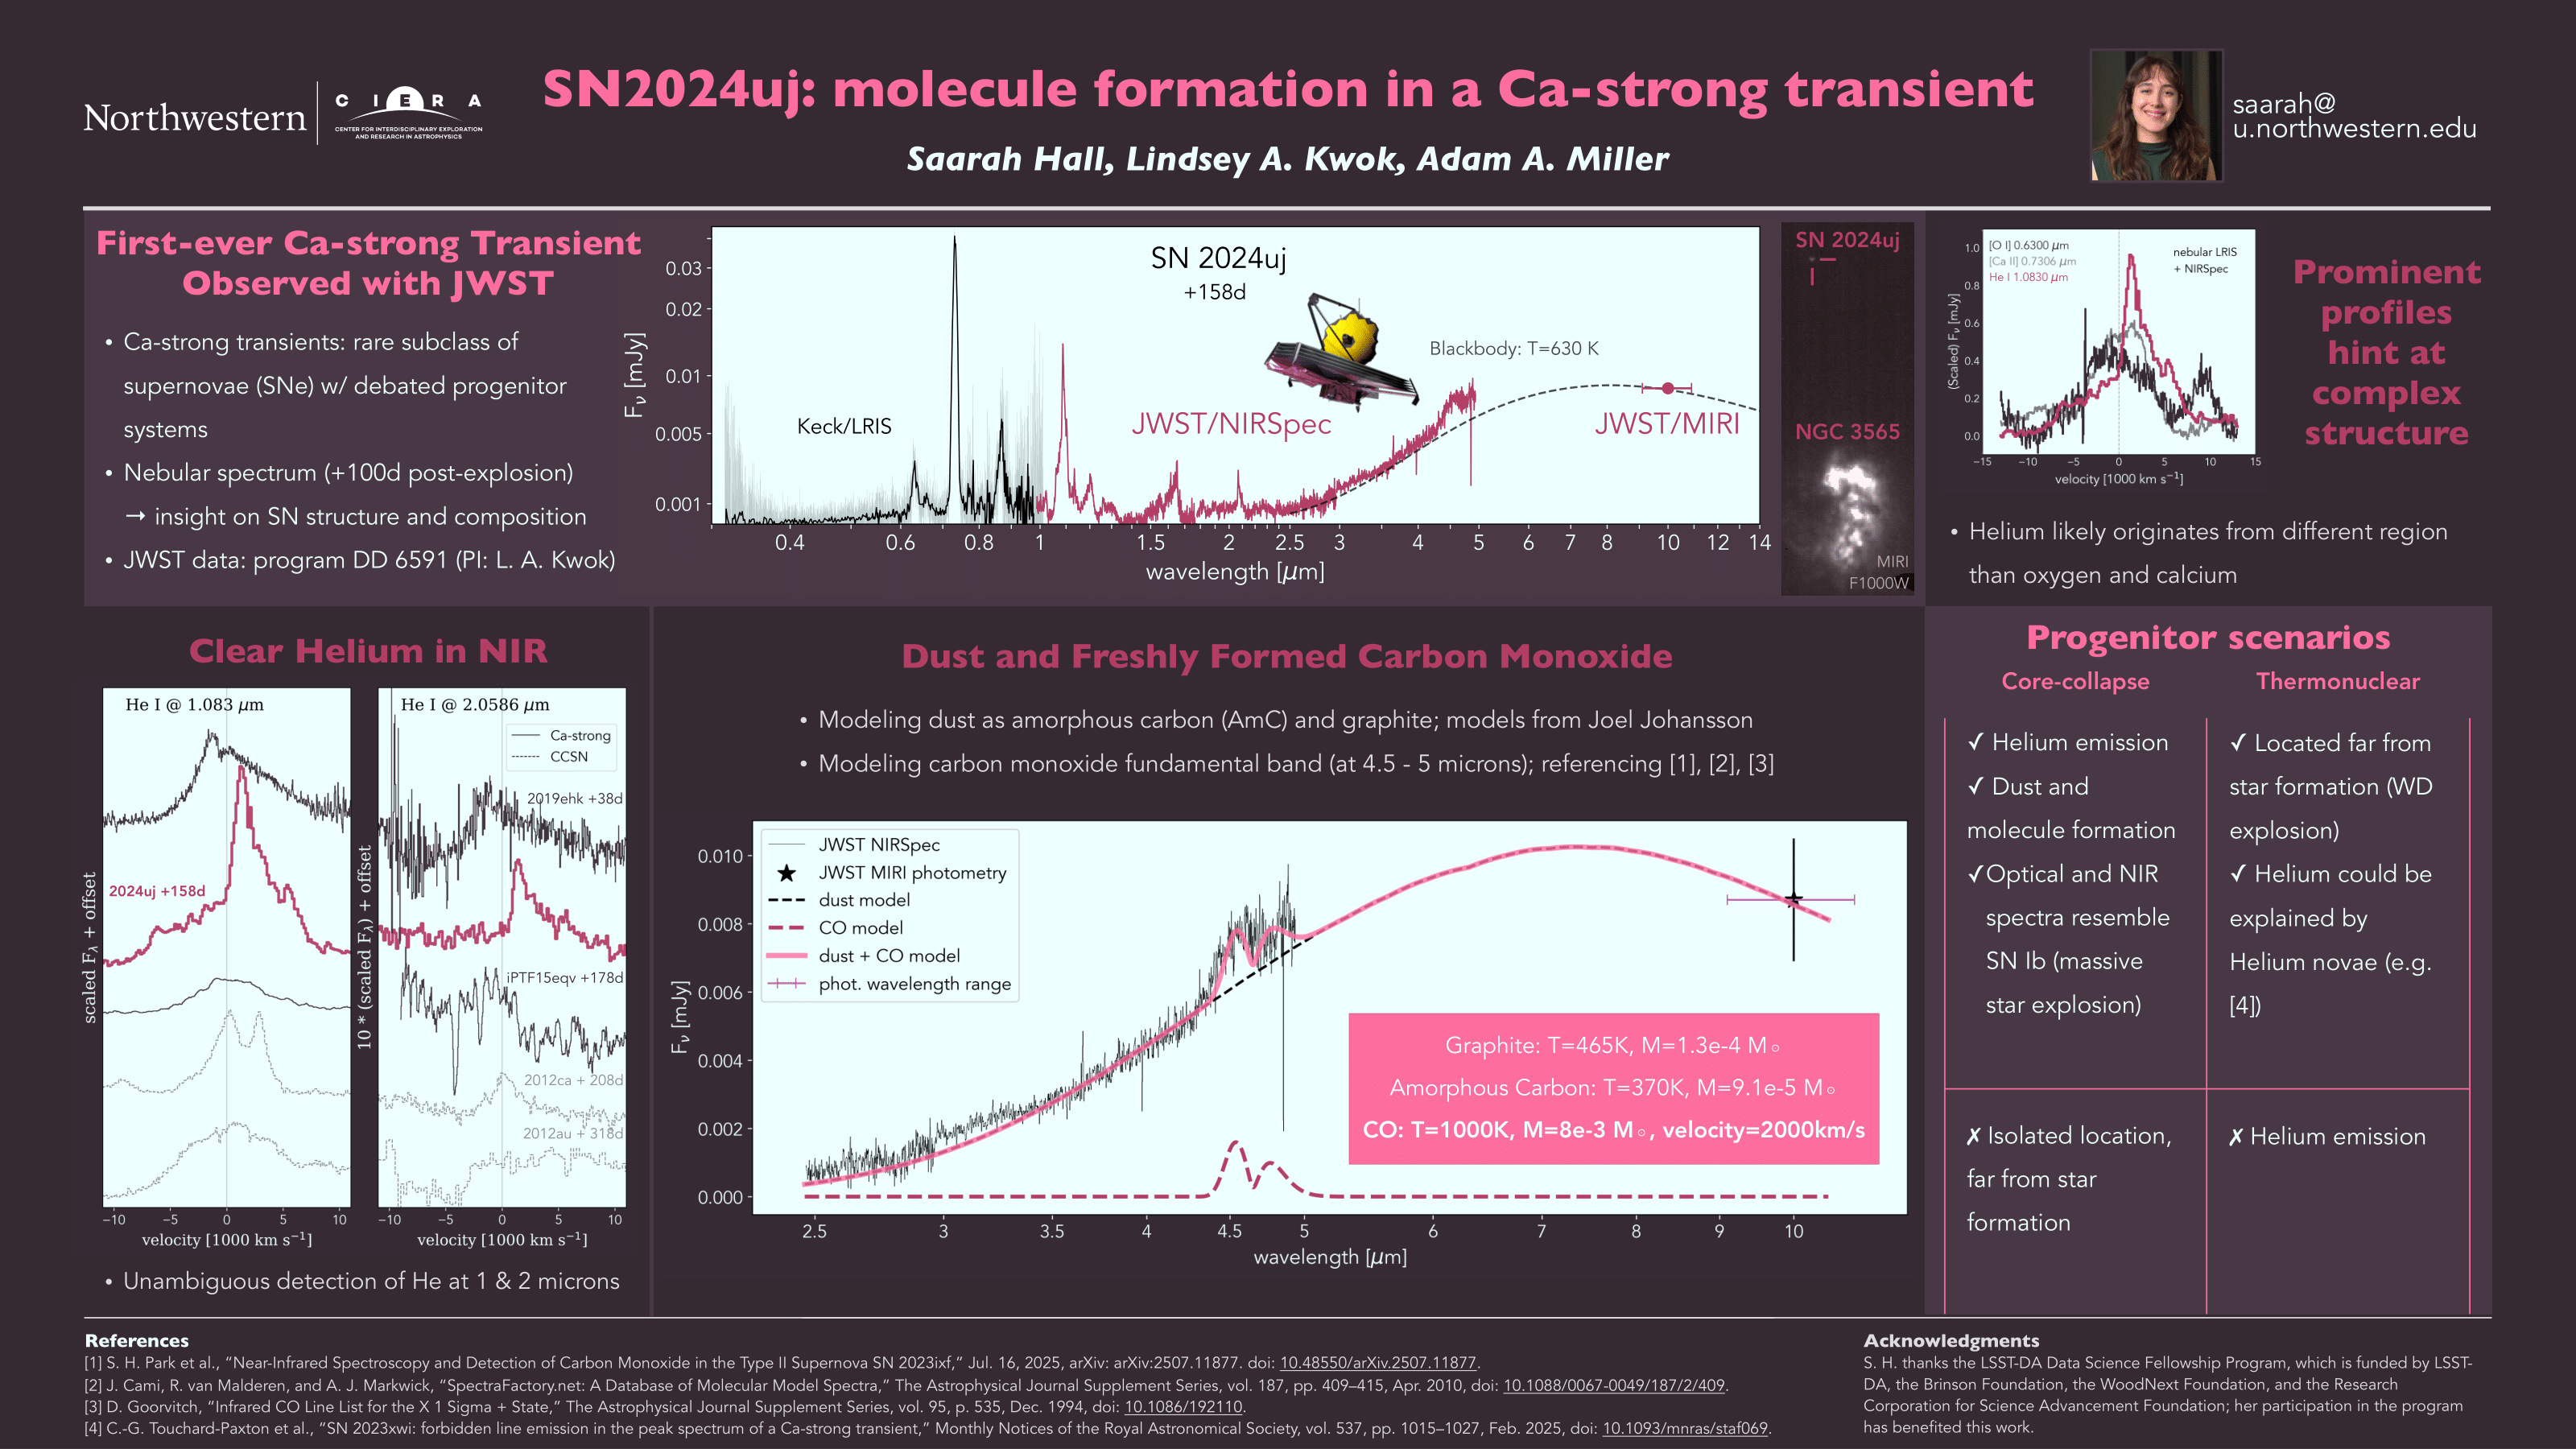 Northwestern
C I E R A
CENTER FOR INTERDISCIPLINARY EXPLORATION
AND RESEARCH IN ASTROPHYSICS
SN2024uj: molecule formation in a Ca-strong transient
Saarah Hall, Lindsey A. Kwok, Adam A. Miller
saarah@
u.northwestern.edu
First-ever Ca-strong Transient
Observed with JWST
• Ca-strong transients: rare subclass of
supernovae (SNe) w/ debated progenitor
systems
• Nebular spectrum (+100d post-explosion)
→ insight on SN structure and composition
• JWST data: program DD 6591 (PI: L. A. Kwok)
Fν [mJy]
0.03
0.02
0.01
0.005
0.001
SN 2024uj
+158d
Blackbody: T=630 K
Keck/LRIS
JWST/NIRSpec
JWST/MIRI
0.4 0.6 0.8 1 1.5 2 2.5 3 4 5 6 7 8 10 12 14
wavelength [μm]
SN 2024uj
NGC 3565
MIRI
F1000W
(Scaled) Fν [mJy]
1.0
0.8
0.6
0.4
0.2
0.0
[O I] 0.6300 μm
[Ca II] 0.7306 μm
He I 1.0830 μm
nebular LRIS
+ NIRSpec
−15 −10 −5 0 5 10 15
velocity [1000 km s⁻¹]
Prominent
profiles
hint at
complex
structure
• Helium likely originates from different region
than oxygen and calcium
Clear Helium in NIR
scaled Fλ + offset
He I @ 1.083 μm
2024uj +158d
−10 −5 0 5 10
velocity [1000 km s⁻¹]
10 * (scaled Fλ) + offset
He I @ 2.0586 μm
Ca-strong
CCSN
2019ehk +38d
iPTF15eqv +178d
2012ca + 208d
2012au + 318d
−10 −5 0 5 10
velocity [1000 km s⁻¹]
• Unambiguous detection of He at 1 & 2 microns
Dust and Freshly Formed Carbon Monoxide
• Modeling dust as amorphous carbon (AmC) and graphite; models from Joel Johansson
• Modeling carbon monoxide fundamental band (at 4.5 - 5 microns); referencing [1], [2], [3]
Fν [mJy]
0.010
0.008
0.006
0.004
0.002
0.000
JWST NIRSpec
JWST MIRI photometry
dust model
CO model
dust + CO model
phot. wavelength range
Graphite: T=465K, M=1.3e-4 M☉
Amorphous Carbon: T=370K, M=9.1e-5 M☉
CO: T=1000K, M=8e-3 M☉, velocity=2000km/s
2.5 3 3.5 4 4.5 5 6 7 8 9 10
wavelength [μm]
Progenitor scenarios
Core-collapse
✓ Helium emission
✓ Dust and
molecule formation
✓Optical and NIR
spectra resemble
SN Ib (massive
star explosion)
✗ Isolated location,
far from star
formation
Thermonuclear
✓ Located far from
star formation (WD
explosion)
✓ Helium could be
explained by
Helium novae (e.g.
[4])
✗ Helium emission
References
[1] S. H. Park et al., “Near-Infrared Spectroscopy and Detection of Carbon Monoxide in the Type II Supernova SN 2023ixf,” Jul. 16, 2025, arXiv: arXiv:2507.11877. doi: 10.48550/arXiv.2507.11877.
[2] J. Cami, R. van Malderen, and A. J. Markwick, “SpectraFactory.net: A Database of Molecular Model Spectra,” The Astrophysical Journal Supplement Series, vol. 187, pp. 409–415, Apr. 2010, doi: 10.1088/0067-0049/187/2/409.
[3] D. Goorvitch, “Infrared CO Line List for the X 1 Sigma + State,” The Astrophysical Journal Supplement Series, vol. 95, p. 535, Dec. 1994, doi: 10.1086/192110.
[4] C.-G. Touchard-Paxton et al., “SN 2023xwi: forbidden line emission in the peak spectrum of a Ca-strong transient,” Monthly Notices of the Royal Astronomical Society, vol. 537, pp. 1015–1027, Feb. 2025, doi: 10.1093/mnras/staf069.
Acknowledgments
S. H. thanks the LSST-DA Data Science Fellowship Program, which is funded by LSST-
DA, the Brinson Foundation, the WoodNext Foundation, and the Research
Corporation for Science Advancement Foundation; her participation in the program
has benefited this work.